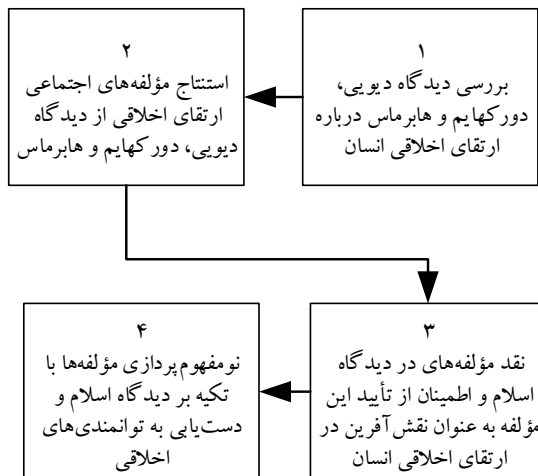 ۱
بررسی دیدگاه دیویی،
دورکهایم و هابرماس درباره
ارتقای اخلاقی انسان
۲
استنتاج مؤلفه‌های اجتماعی
ارتقای اخلاقی از دیدگاه
دیویی، دورکهایم و هابرماس
۳
نقد مؤلفه‌های در دیدگاه
اسلام و اطمینان از تأیید این
مؤلفه به عنوان نقش‌آفرین در
ارتقای اخلاقی انسان
۴
نومفهوم‌پردازی مؤلفه‌ها با
تکیه بر دیدگاه اسلام و
دست‌یابی به توانمندی‌های
اخلاقی